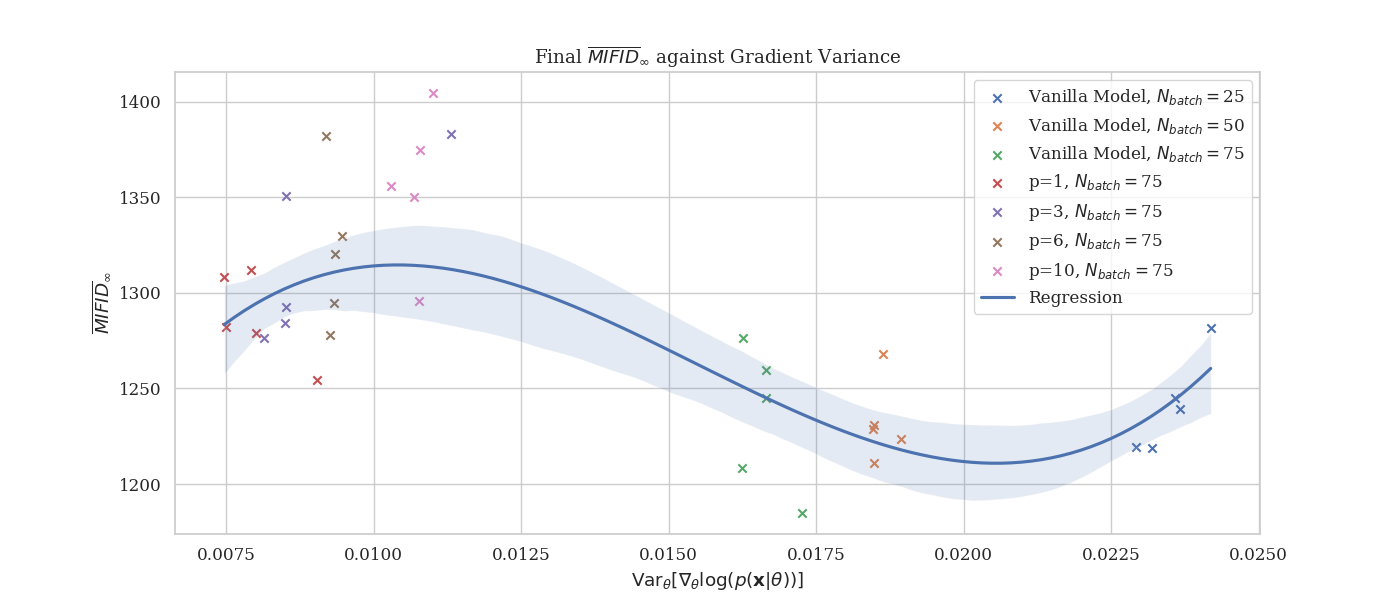 Final $\overline{MIFID}_\infty$ against Gradient Variance
$\overline{MIFID}_\infty$
1400
1350
1300
1250
1200
0.0075 0.0100 0.0125 0.0150 0.0175 0.0200 0.0225 0.0250
$\mathrm{Var}_\theta[\nabla_\theta \log(p(\mathbf{x}|\theta))]$
Vanilla Model, $N_{batch} = 25$
Vanilla Model, $N_{batch} = 50$
Vanilla Model, $N_{batch} = 75$
p=1, $N_{batch} = 75$
p=3, $N_{batch} = 75$
p=6, $N_{batch} = 75$
p=10, $N_{batch} = 75$
Regression